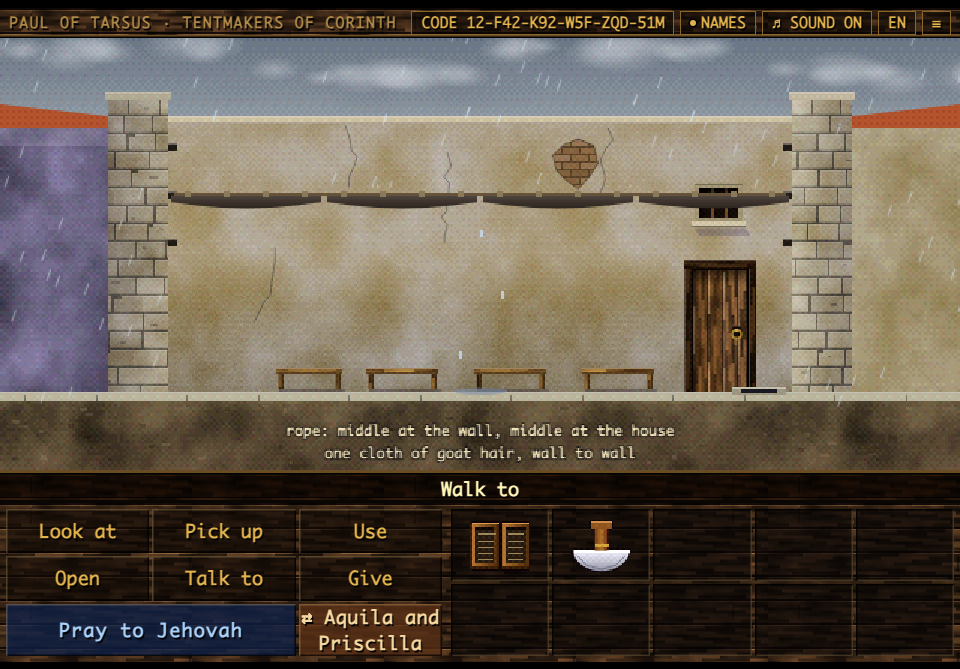 PAUL OF TARSUS · TENTMAKERS OF CORINTH
CODE 12-F42-K92-W5F-ZQD-51M
NAMES
SOUND ON
EN
rope: middle at the wall, middle at the house
one cloth of goat hair, wall to wall
Walk to
Look at
Pick up
Use
Open
Talk to
Give
Pray to Jehovah
Aquila and
Priscilla